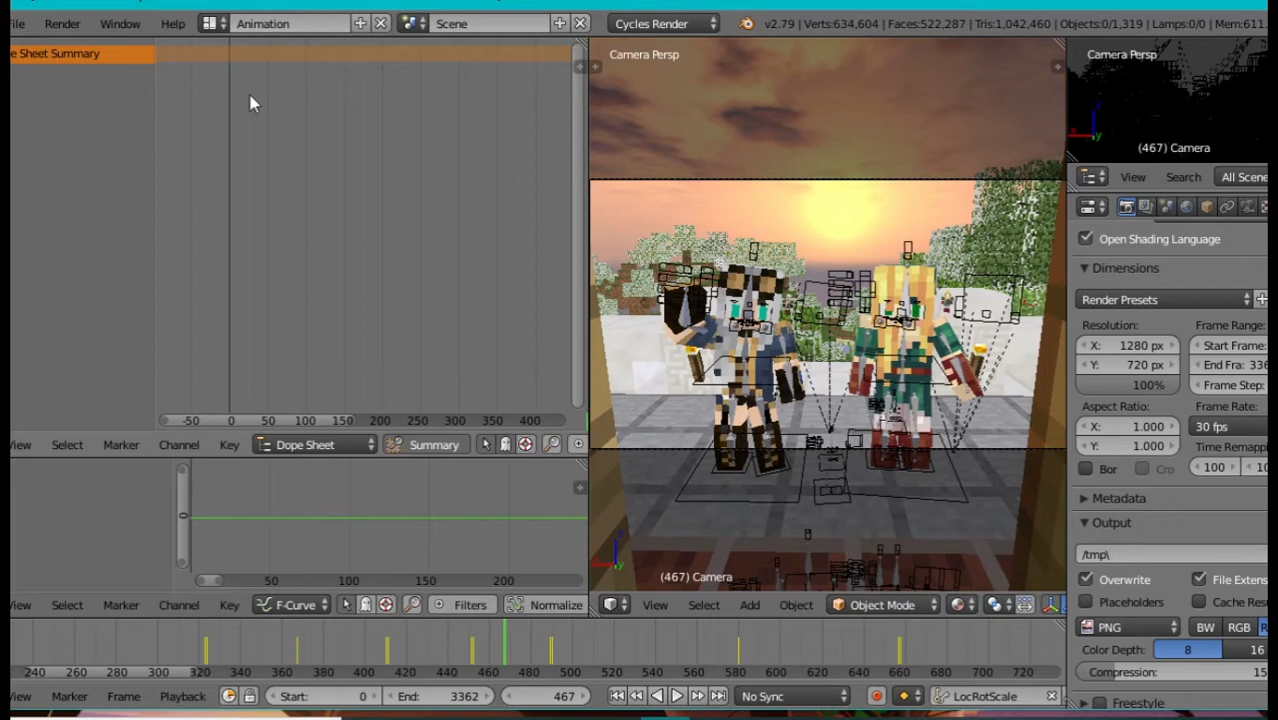 Render Window Help Animation Scene Cycles Render v2.79 | Verts:634,604 | Faces:522,287 | Tris:1,042,460 | Objects:0/1,319 | Lamps:0/0 | Mem:611.
e Sheet Summary
Camera Persp
Camera Persp
(467) Camera
View Search All Scene
Open Shading Language
Dimensions
Render Presets
Resolution: Frame Range:
X: 1280 px Start Frame:
Y: 720 px End Fra: 336
100% Frame Step:
Aspect Ratio: Frame Rate:
X: 1.000 30 fps
Y: 1.000 Time Remappi
Bor Cro 100 10
Metadata
Output
/tmp\
Overwrite File Extens
Placeholders Cache Res
PNG BW RGB R
Color Depth: 8 16
Compression: 15
Freestyle
-50 0 50 100 150 200 250 300 350 400
iew Select Marker Channel Key Dope Sheet Summary
0
50 100 150 200
iew Select Marker Channel Key F-Curve Filters Normalize
(467) Camera
View Select Add Object Object Mode
240 260 280 300 320 340 360 380 400 420 440 460 480 500 520 540 560 580 600 620 640 660 680 700 720
iew Marker Frame Playback Start: 0 End: 3362 467 No Sync LocRotScale